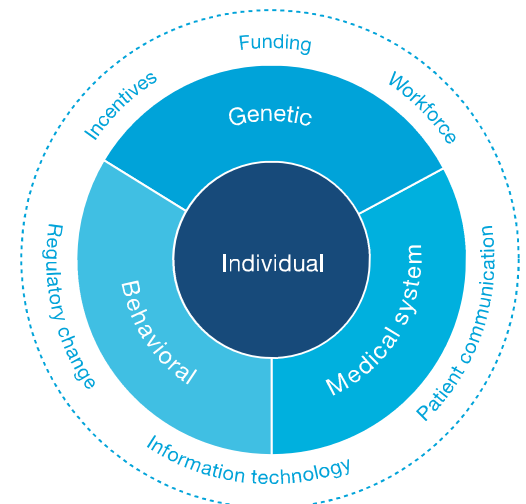 Funding
Incentives
Workforce
Genetic
Individual
Behavioral
Medical system
Regulatory change
Patient communication
Information technology